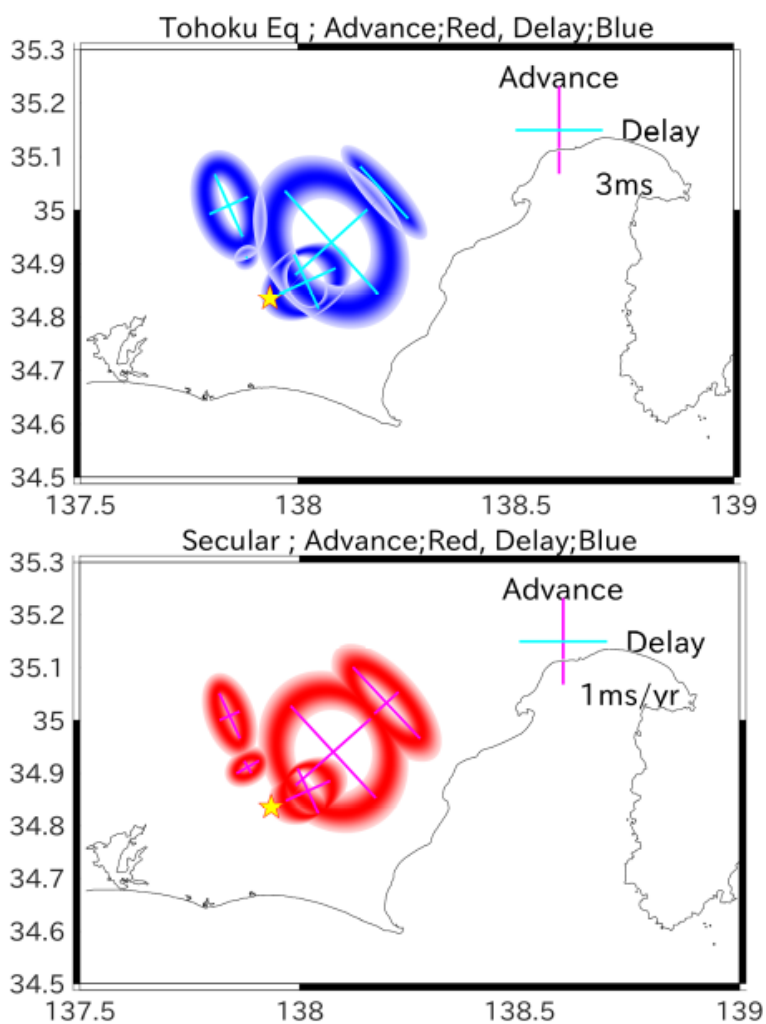 Tohoku Eq ; Advance;Red, Delay;Blue
35.3
Advance
35.2
Delay
35.1
3ms
35
34.9
34.8
34.7
34.6
34.5
137.5 138 138.5 139
Secular ; Advance;Red, Delay;Blue
35.3
Advance
35.2
Delay
35.1
1ms/yr
35
34.9
34.8
34.7
34.6
34.5
137.5 138 138.5 139